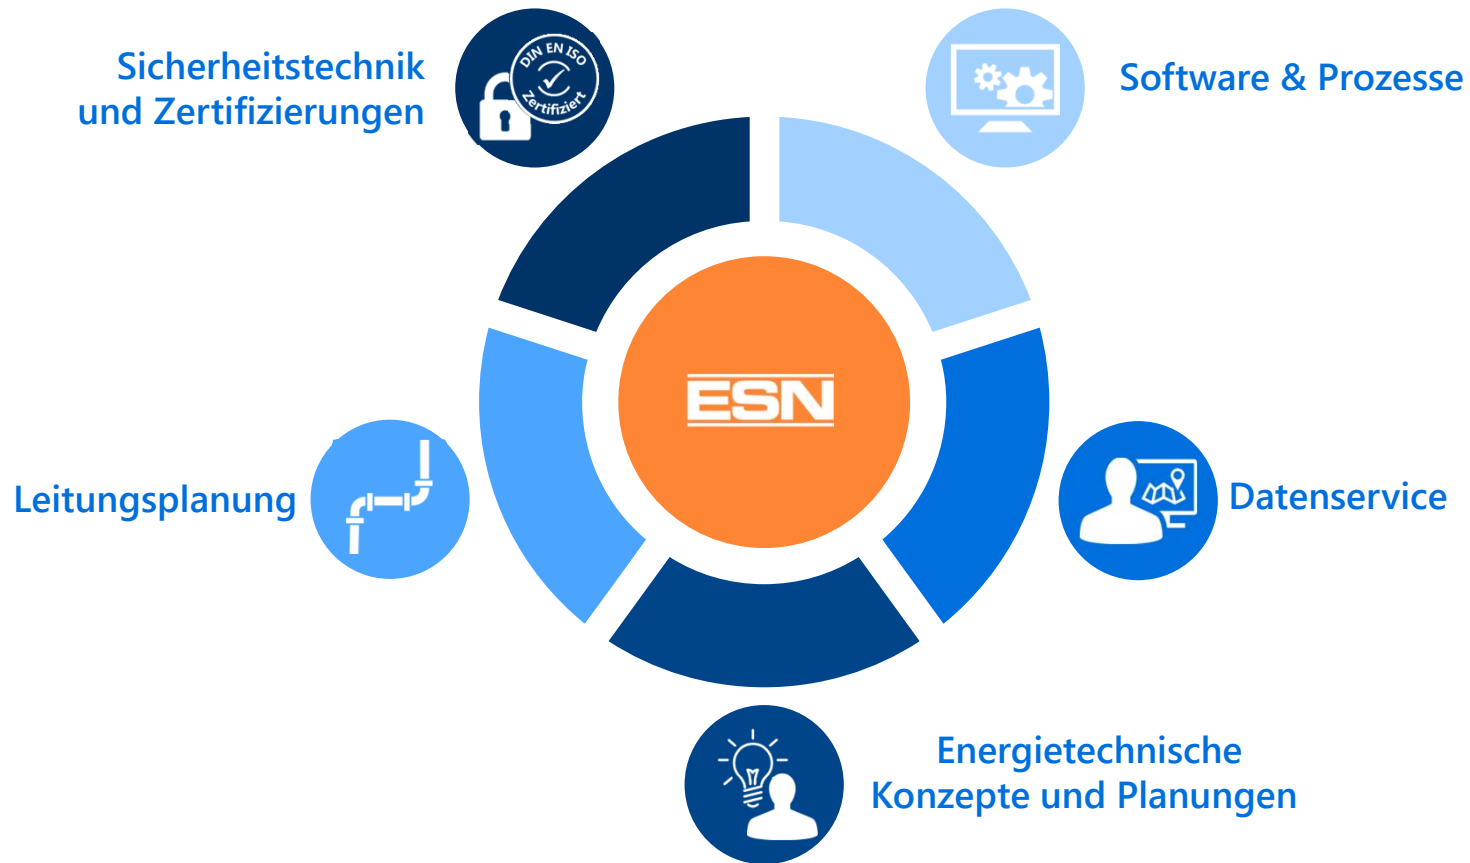 Sicherheitstechnik
und Zertifizierungen
DIN EN ISO
Zertifiziert
Software & Prozesse
ESN
Leitungsplanung
Datenservice
Energietechnische
Konzepte und Planungen